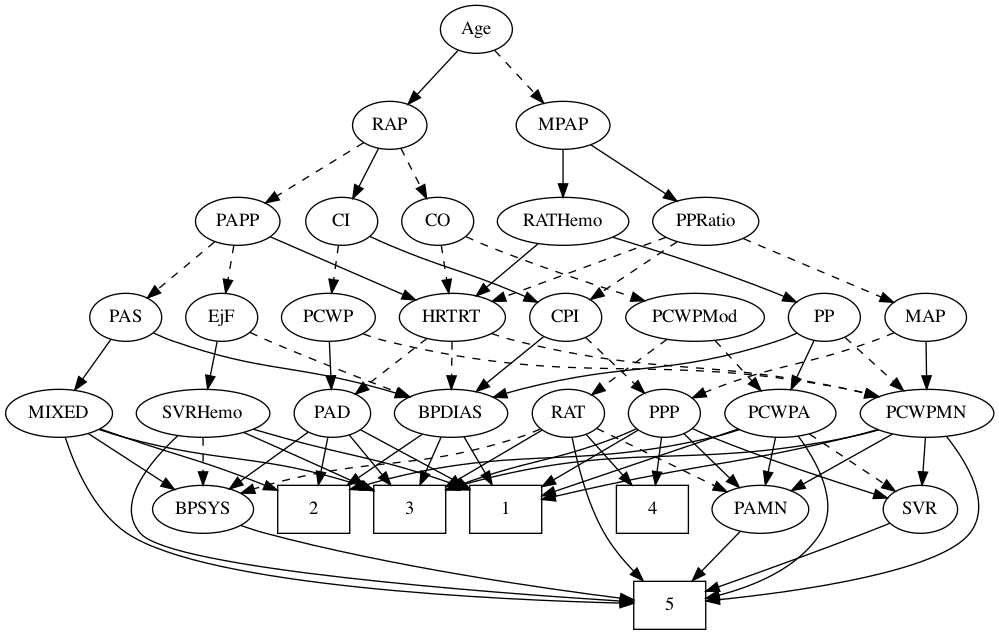 Age
RAP MPAP
PAPP CI CO RATHemo PPRatio
PAS EjF PCWP HRTRT CPI PCWPMod PP MAP
MIXED SVRHemo PAD BPDIAS RAT PPP PCWPA PCWPMN
BPSYS 2 3 1 4 PAMN SVR
5